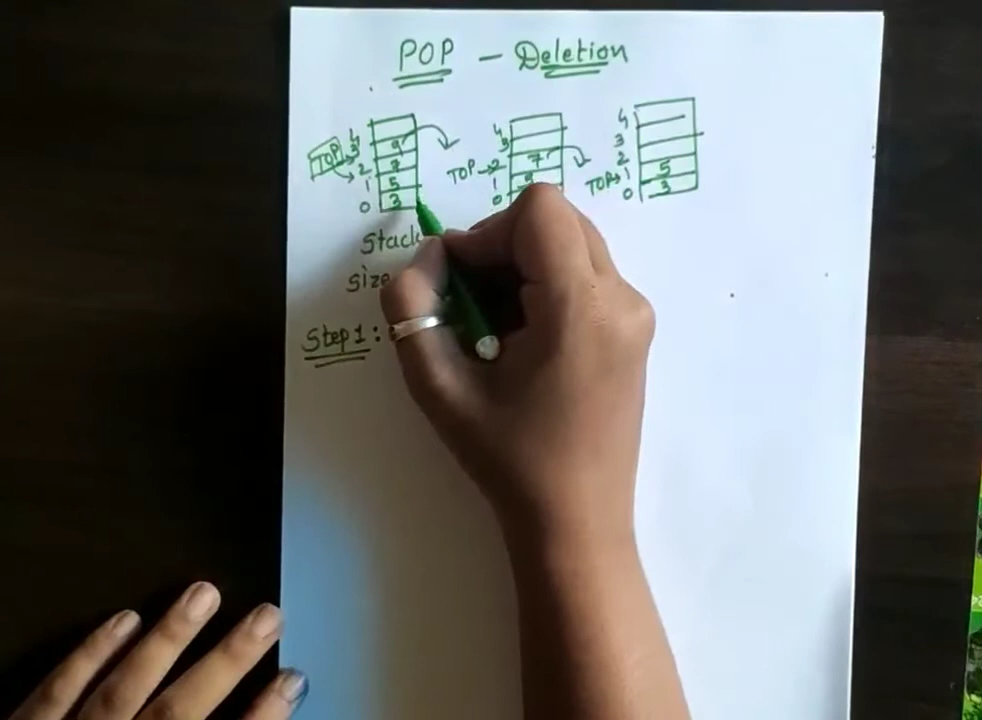 POP - Deletion
4
TOP 3 9
2 7
1 5
0 3
4
3
TOP 2 7
1
0
4
3
2
TOP 1 5
0 3
Stack
size
Step 1 :